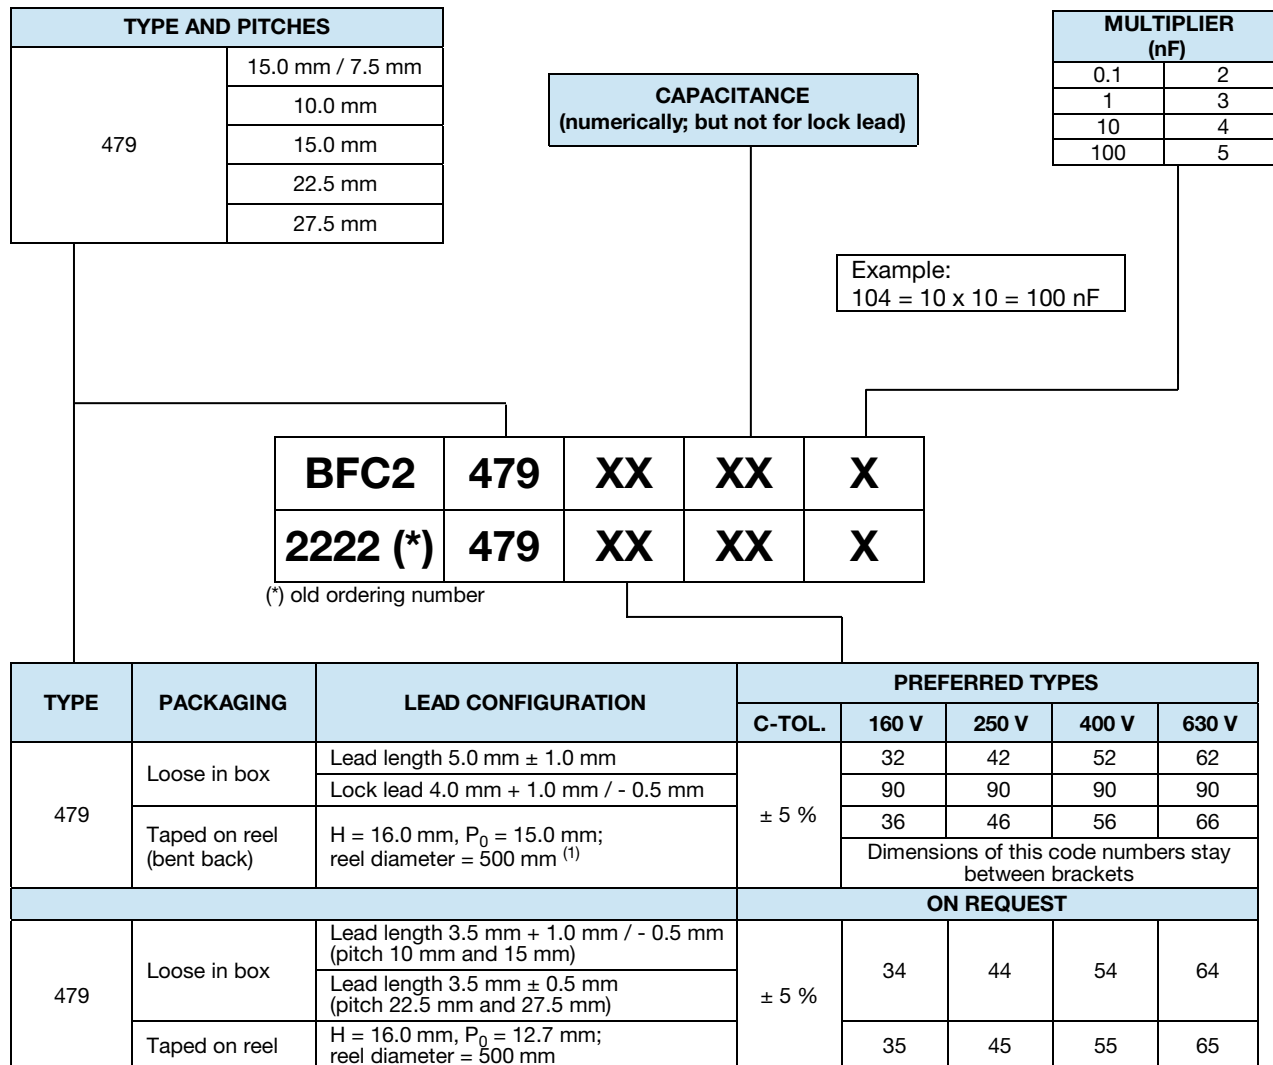 TYPE AND PITCHES
479
15.0 mm / 7.5 mm
10.0 mm
15.0 mm
22.5 mm
27.5 mm
CAPACITANCE
(numerically; but not for lock lead)
MULTIPLIER
(nF)
0.1 2
1 3
10 4
100 5
Example:
104 = 10 x 10 = 100 nF
BFC2 479 XX XX X
2222 (*) 479 XX XX X
(*) old ordering number
TYPE PACKAGING LEAD CONFIGURATION PREFERRED TYPES
C-TOL. 160 V 250 V 400 V 630 V
479
Loose in box
Lead length 5.0 mm ± 1.0 mm
± 5 %
32 42 52 62
Lock lead 4.0 mm + 1.0 mm / - 0.5 mm
90 90 90 90
Taped on reel
(bent back)
H = 16.0 mm, P0 = 15.0 mm;
reel diameter = 500 mm (1)
36 46 56 66
Dimensions of this code numbers stay
between brackets
ON REQUEST
479
Loose in box
Lead length 3.5 mm + 1.0 mm / - 0.5 mm
(pitch 10 mm and 15 mm)
Lead length 3.5 mm ± 0.5 mm
(pitch 22.5 mm and 27.5 mm)
± 5 %
34 44 54 64
Taped on reel
H = 16.0 mm, P0 = 12.7 mm;
reel diameter = 500 mm
35 45 55 65